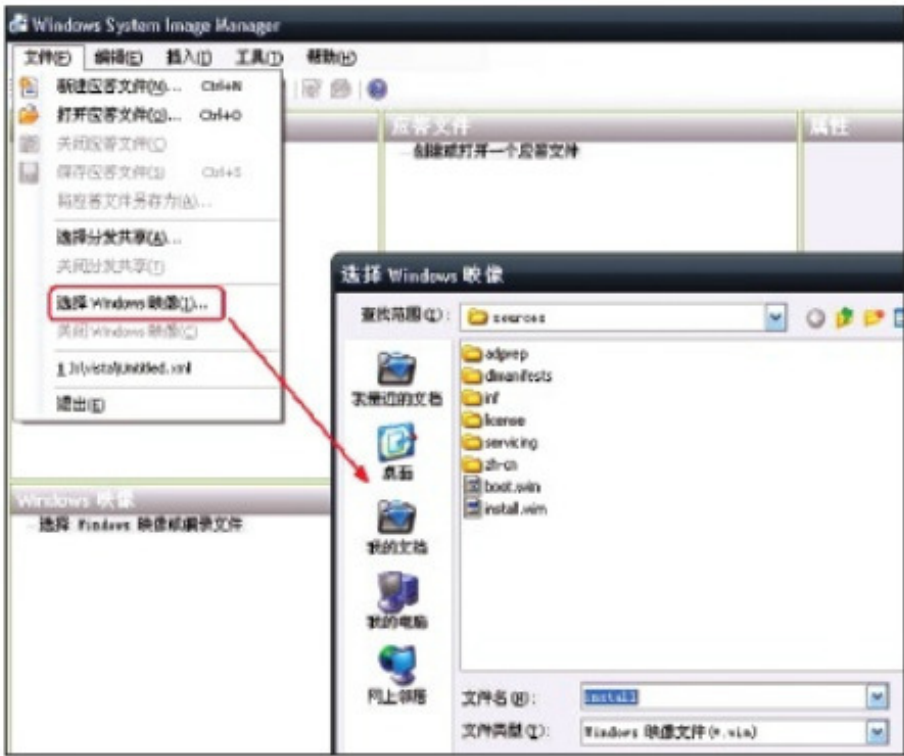 Windows System Image Manager
文件(F) 编辑(E) 插入(I) 工具(T) 帮助(H)
新建应答文件(N)... Ctrl+N
打开应答文件(O)... Ctrl+O
关闭应答文件(C)
保存应答文件(S) Ctrl+S
将应答文件另存为(A)...
选择分发共享(A)...
关闭分发共享(T)
选择 Windows 映像(I)...
关闭 Windows 映像(C)
退出(E)
应答文件
创建或打开一个应答文件
属性
Windows 映像
选择 Windows 映像或编录文件
选择 Windows 映像
查找范围(I): sources
我最近的文档
桌面
我的文档
我的电脑
网上邻居
adprep
dlmanifests
inf
license
servicing
zh-cn
boot.wim
install.wim
文件名(N): install
文件类型(T): Windows 映像文件(*.wim)